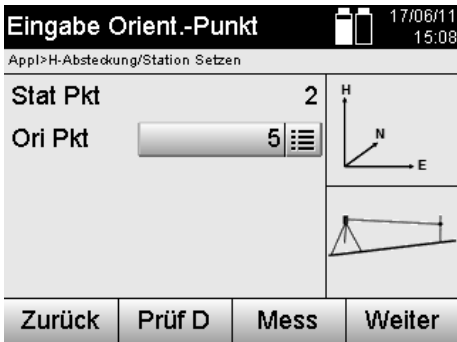 Eingabe Orient.-Punkt
17/06/11
15:08
Appl>H-Absteckung/Station Setzen
Stat Pkt 2
Ori Pkt 5
H
N
E
Zurück Prüf D Mess Weiter